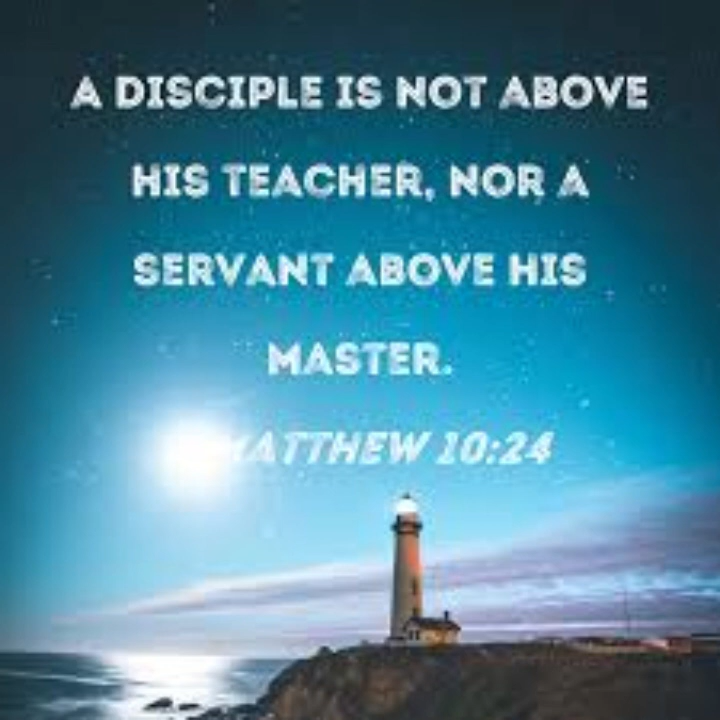 A DISCIPLE IS NOT ABOVE
HIS TEACHER, NOR A
SERVANT ABOVE HIS
MASTER.
MATTHEW 10:24